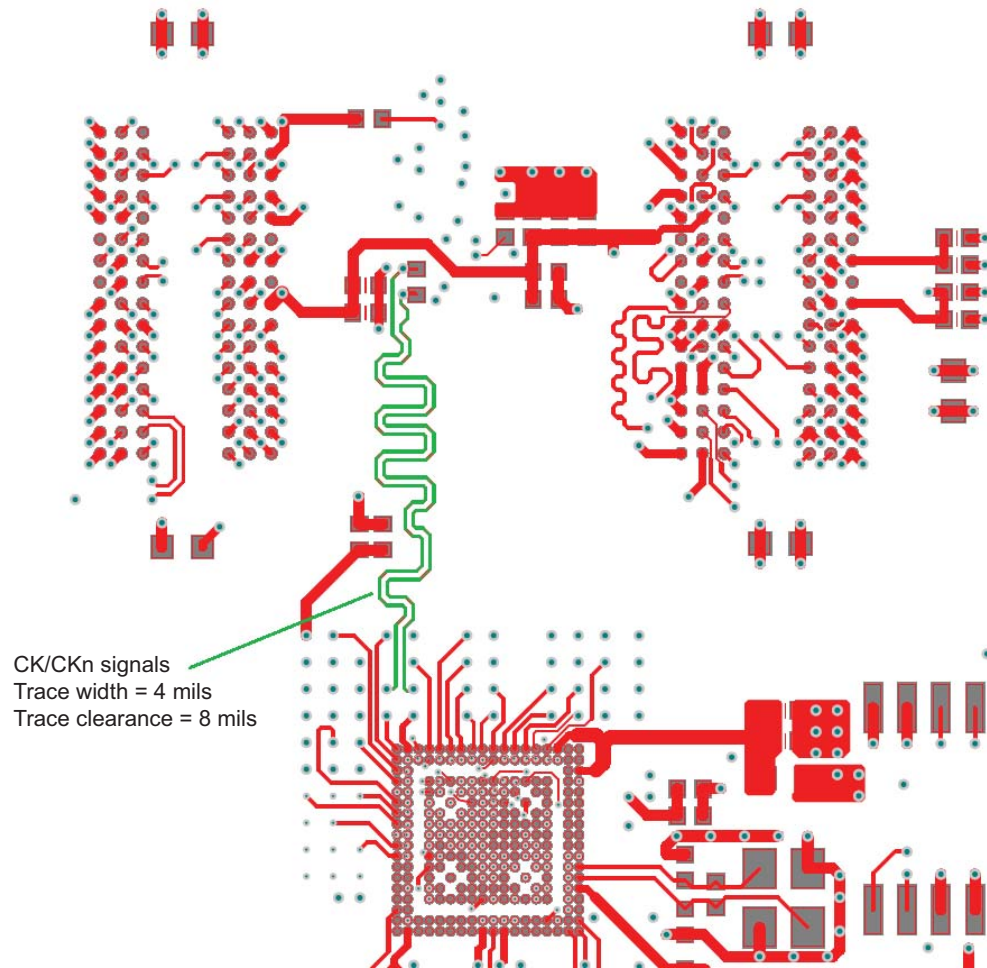 CK/CKn signals
Trace width = 4 mils
Trace clearance = 8 mils